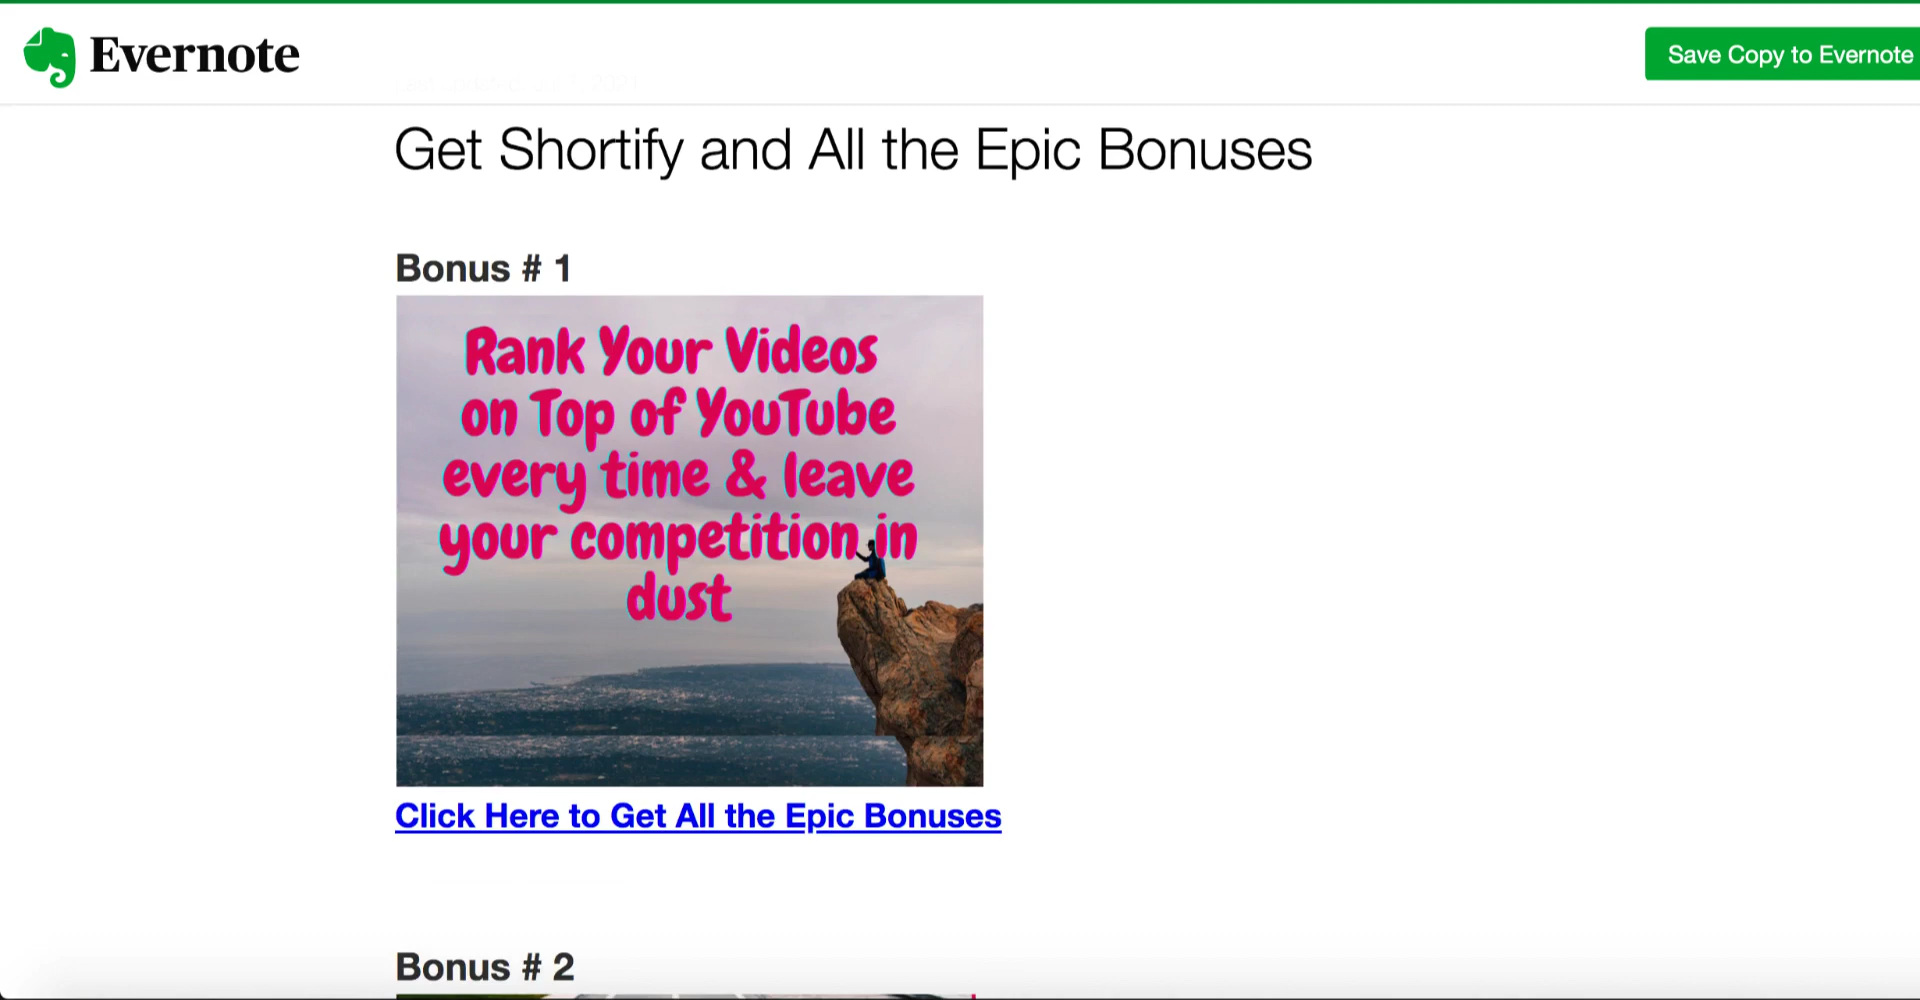 Evernote
Save Copy to Evernote
Get Shortify and All the Epic Bonuses
Bonus # 1
Rank Your Videos
on Top of YouTube
every time & leave
your competition in
dust
Click Here to Get All the Epic Bonuses
Bonus # 2